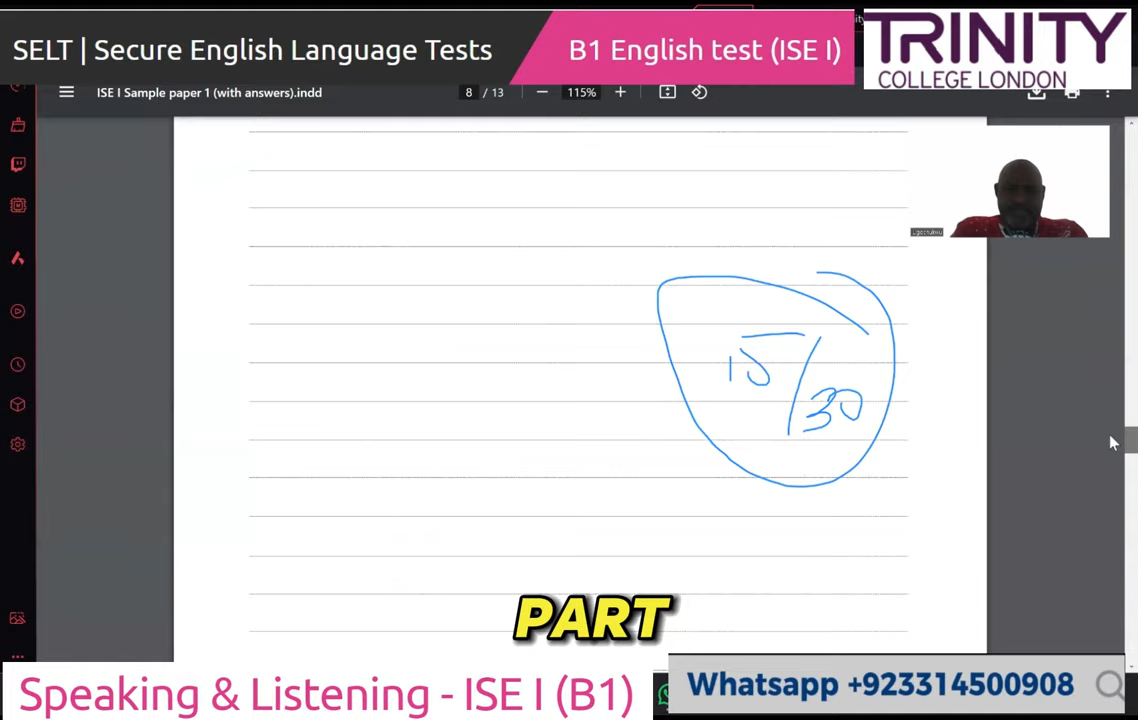 SELT | Secure English Language Tests
B1 English test (ISE I)
TRINITY
COLLEGE LONDON
ISE I Sample paper 1 (with answers).indd
8 / 13
115%
15/30
PART
Speaking & Listening - ISE I (B1)
Whatsapp +923314500908